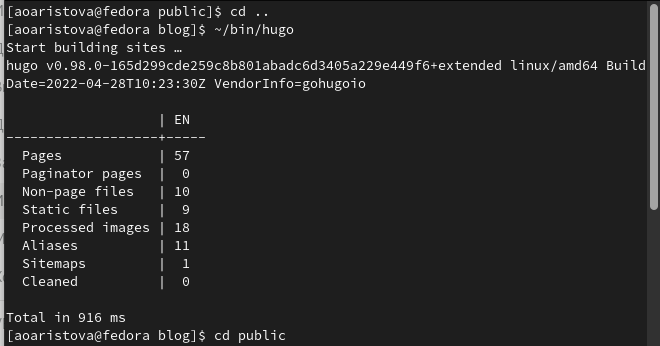 [aoaristova@fedora public]$ cd ..
[aoaristova@fedora blog]$ ~/bin/hugo
Start building sites …
hugo v0.98.0-165d299cde259c8b801abadc6d3405a229e449f6+extended linux/amd64 Build
Date=2022-04-28T10:23:30Z VendorInfo=gohugoio
                   | EN
-------------------+-----
  Pages            | 57
  Paginator pages  |  0
  Non-page files   | 10
  Static files     |  9
  Processed images | 18
  Aliases          | 11
  Sitemaps         |  1
  Cleaned          |  0
Total in 916 ms
[aoaristova@fedora blog]$ cd public